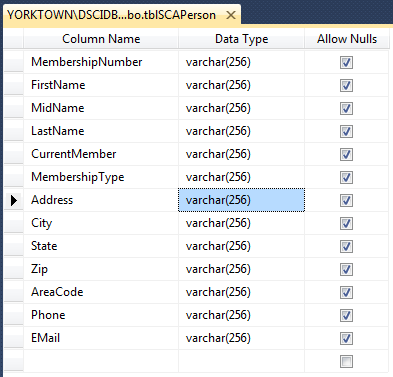 YORKTOWN\DSCIDB...bo.tblSCAPerson
Column Name Data Type Allow Nulls
MembershipNumber varchar(256)
FirstName varchar(256)
MidName varchar(256)
LastName varchar(256)
CurrentMember varchar(256)
MembershipType varchar(256)
Address varchar(256)
City varchar(256)
State varchar(256)
Zip varchar(256)
AreaCode varchar(256)
Phone varchar(256)
EMail varchar(256)